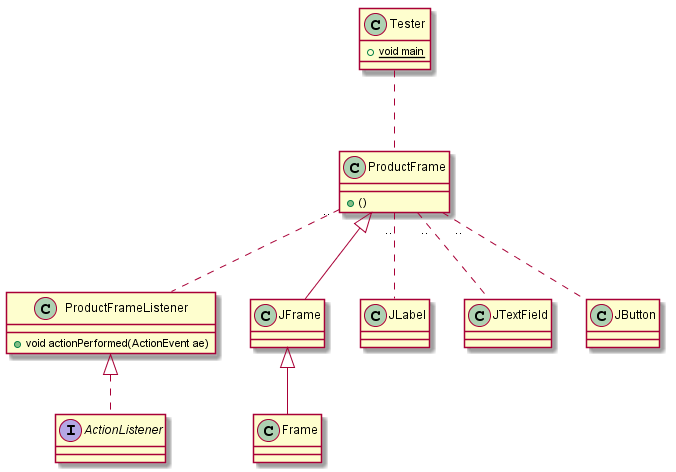 C Tester
void main
C ProductFrame
()
..
.. .. ..
C ProductFrameListener
void actionPerformed(ActionEvent ae)
C JFrame
C JLabel
C JTextField
C JButton
I ActionListener
C Frame